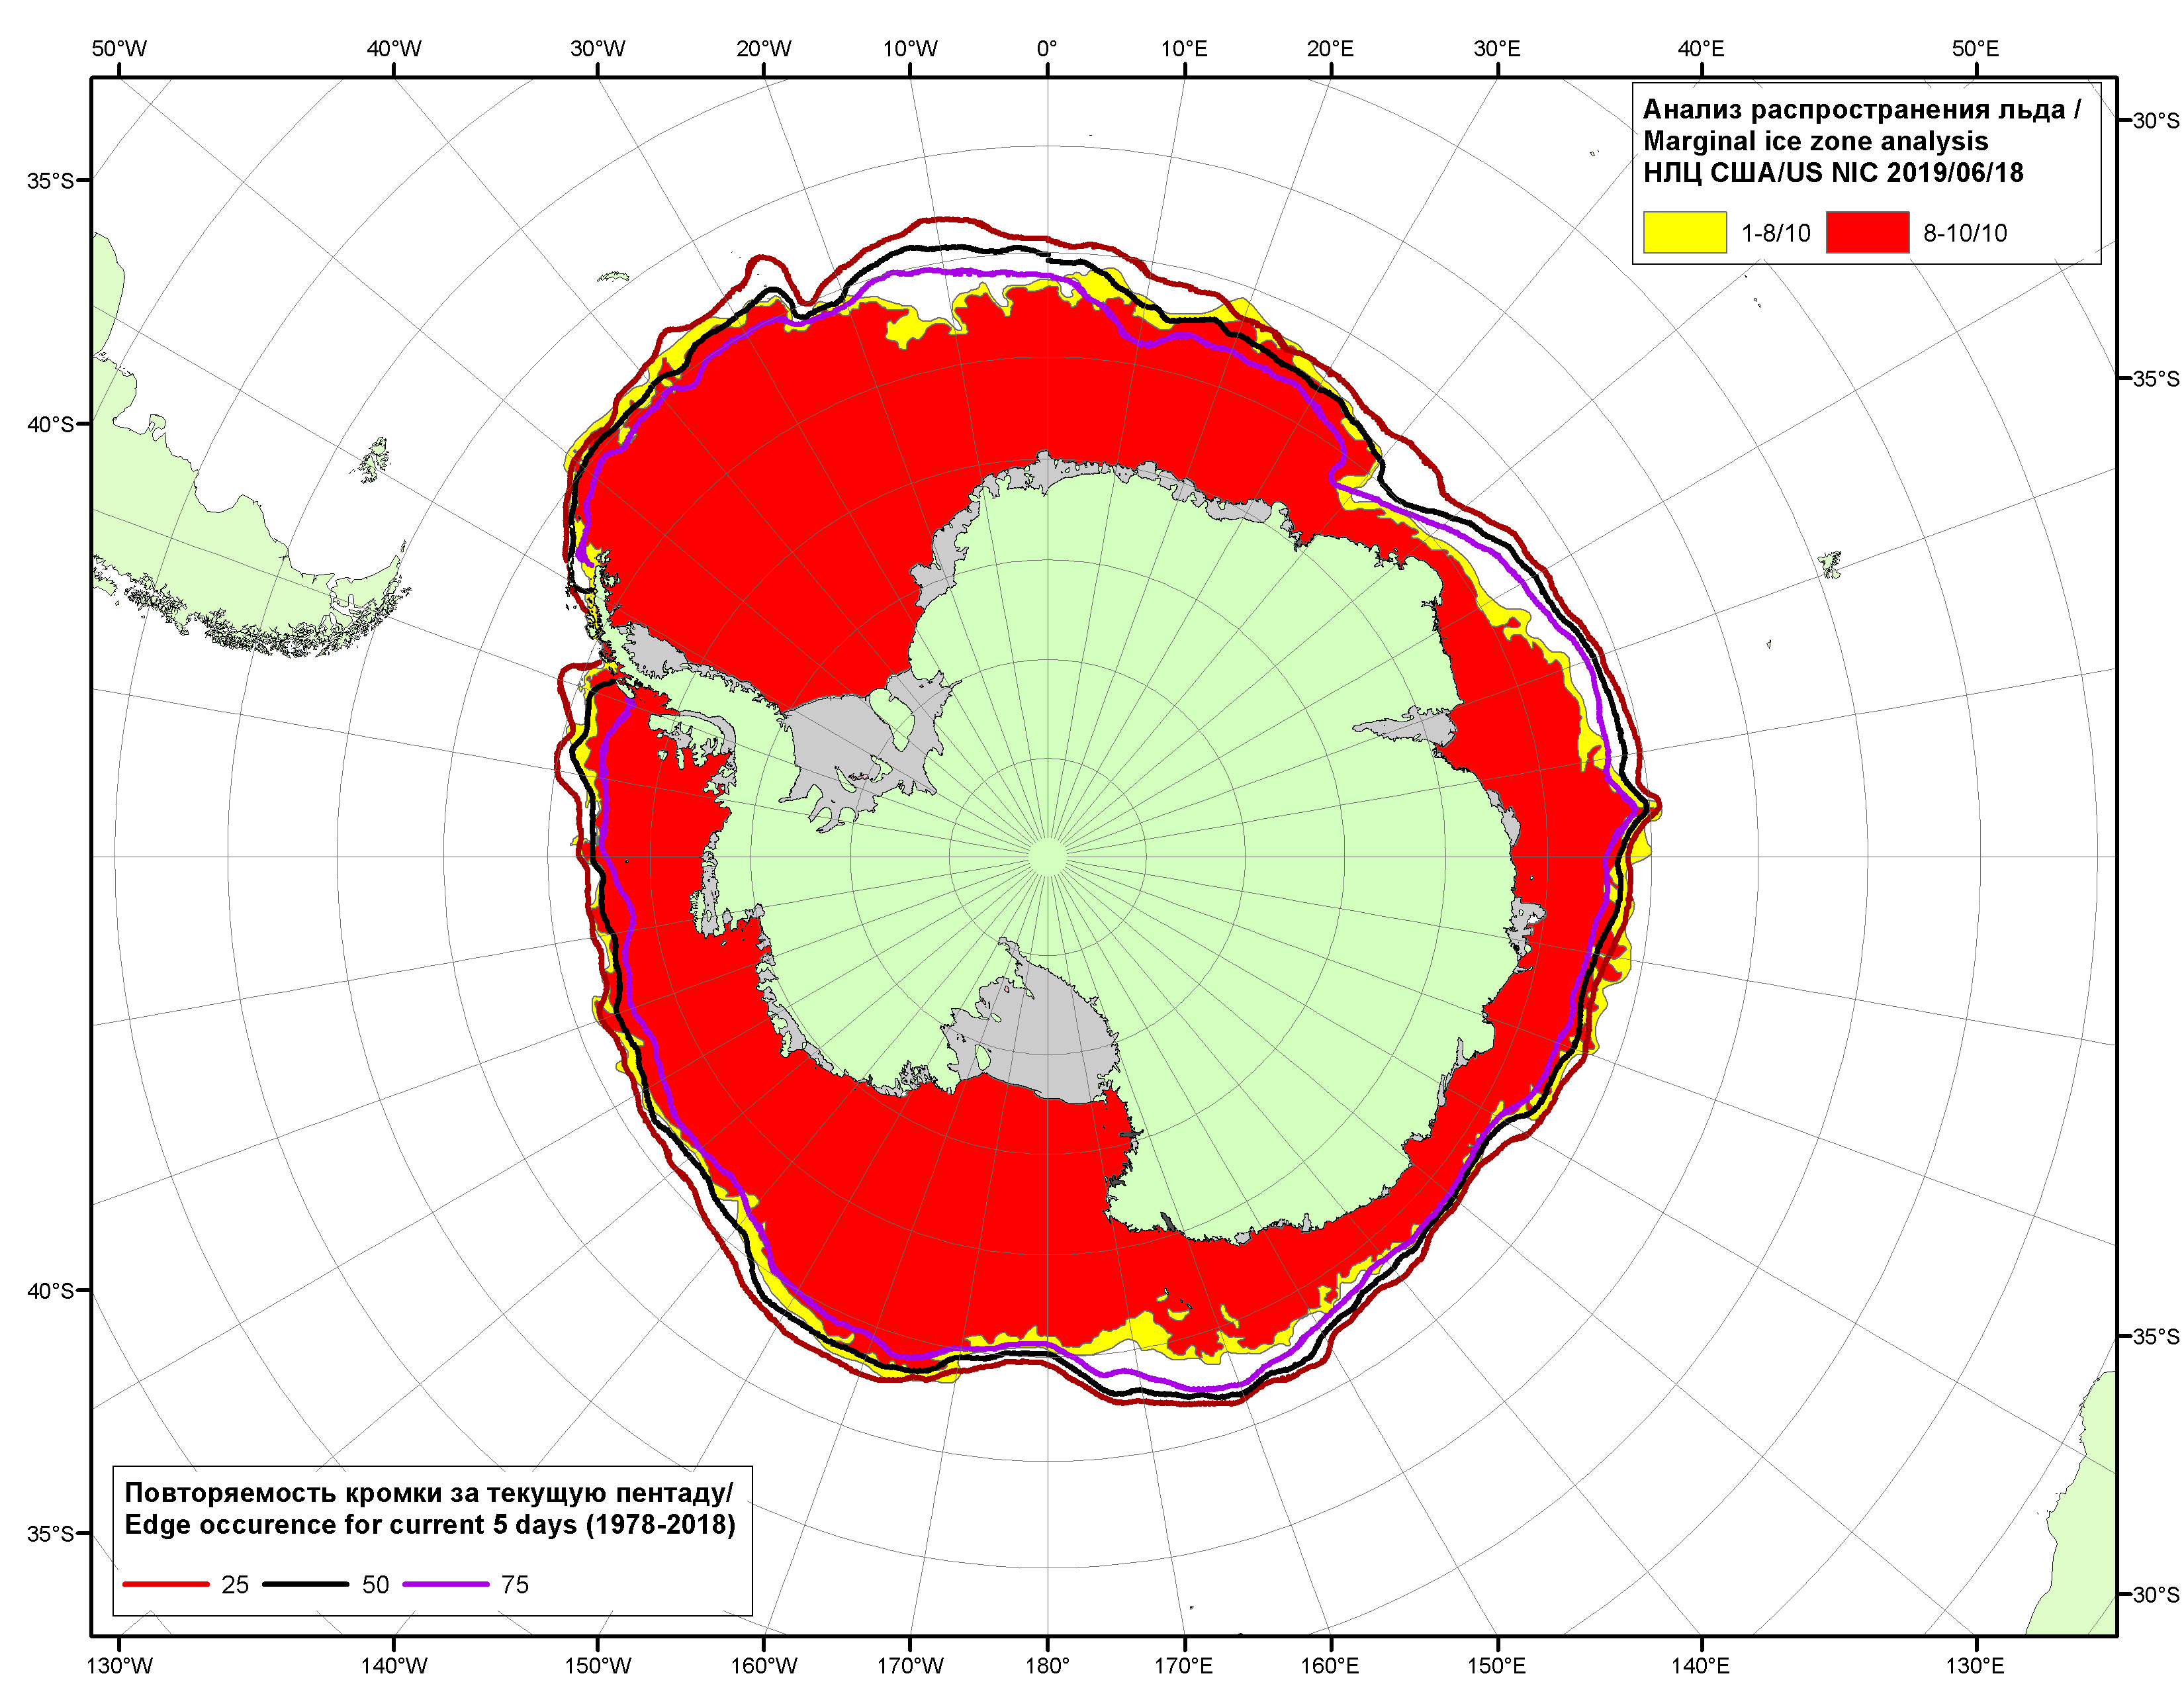 50°W 40°W 30°W 20°W 10°W 0° 10°E 20°E 30°E 40°E 50°E
Анализ распространения льда /
Marginal ice zone analysis
НЛЦ США/US NIC 2019/06/18
1-8/10 8-10/10
30°S
35°S
35°S
40°S
40°S
35°S
35°S
30°S
Повторяемость кромки за текущую пентаду/
Edge occurence for current 5 days (1978-2018)
25 50 75
130°W 140°W 150°W 160°W 170°W 180° 170°E 160°E 150°E 140°E 130°E